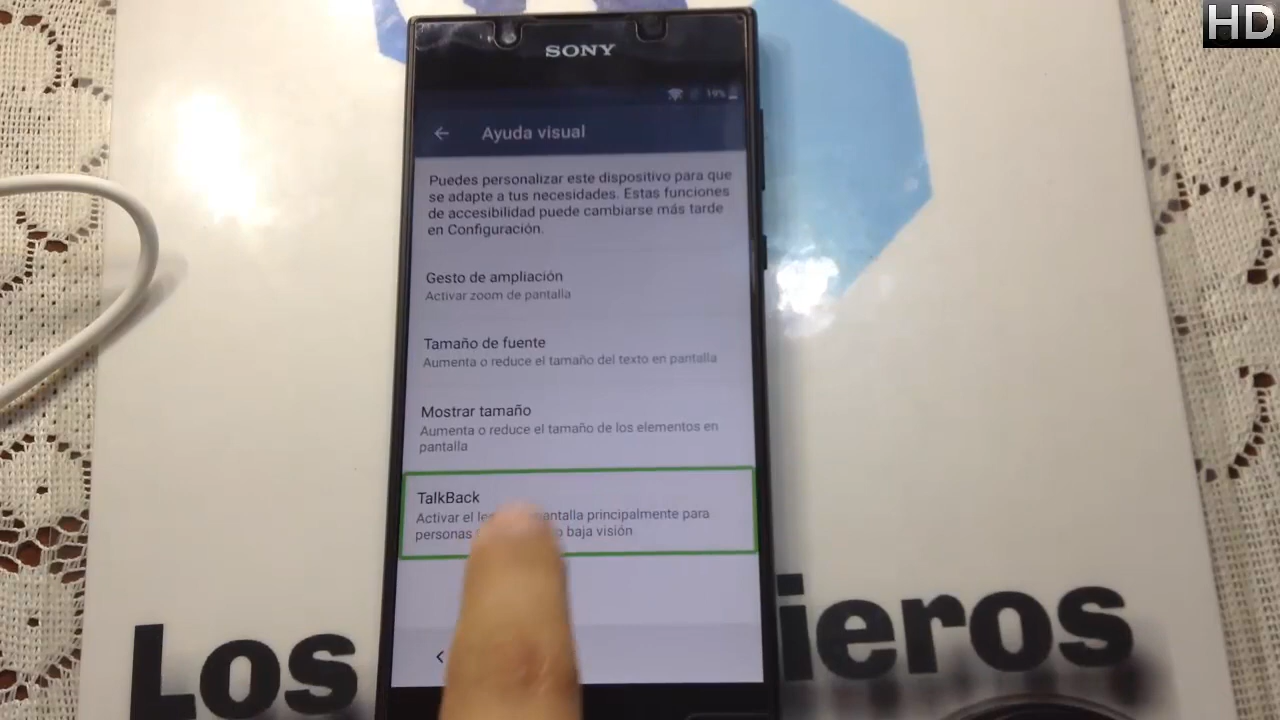 HD
SONY
19%
Ayuda visual
Puedes personalizar este dispositivo para que
se adapte a tus necesidades. Estas funciones
de accesibilidad puede cambiarse más tarde
en Configuración.
Gesto de ampliación
Activar zoom de pantalla
Tamaño de fuente
Aumenta o reduce el tamaño del texto en pantalla
Mostrar tamaño
Aumenta o reduce el tamaño de los elementos en
pantalla
TalkBack
Activar el pantalla principalmente para
personas o baja visión
Los ieros